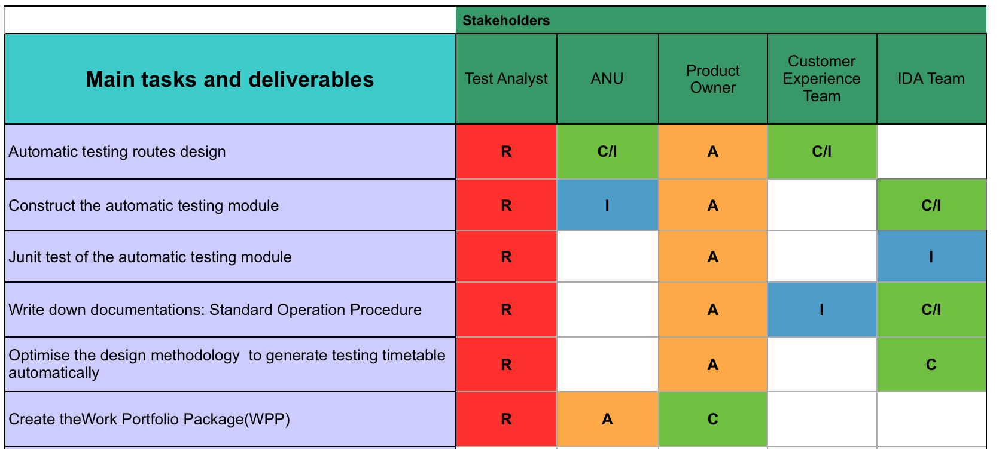 Stakeholders
Main tasks and deliverables
Test Analyst
ANU
Product
Owner
Customer
Experience
Team
IDA Team
Automatic testing routes design
R
C/I
A
C/I
Construct the automatic testing module
R
I
A
C/I
Junit test of the automatic testing module
R
A
I
Write down documentations: Standard Operation Procedure
R
A
I
C/I
Optimise the design methodology  to generate testing timetable
automatically
R
A
C
Create theWork Portfolio Package(WPP)
R
A
C